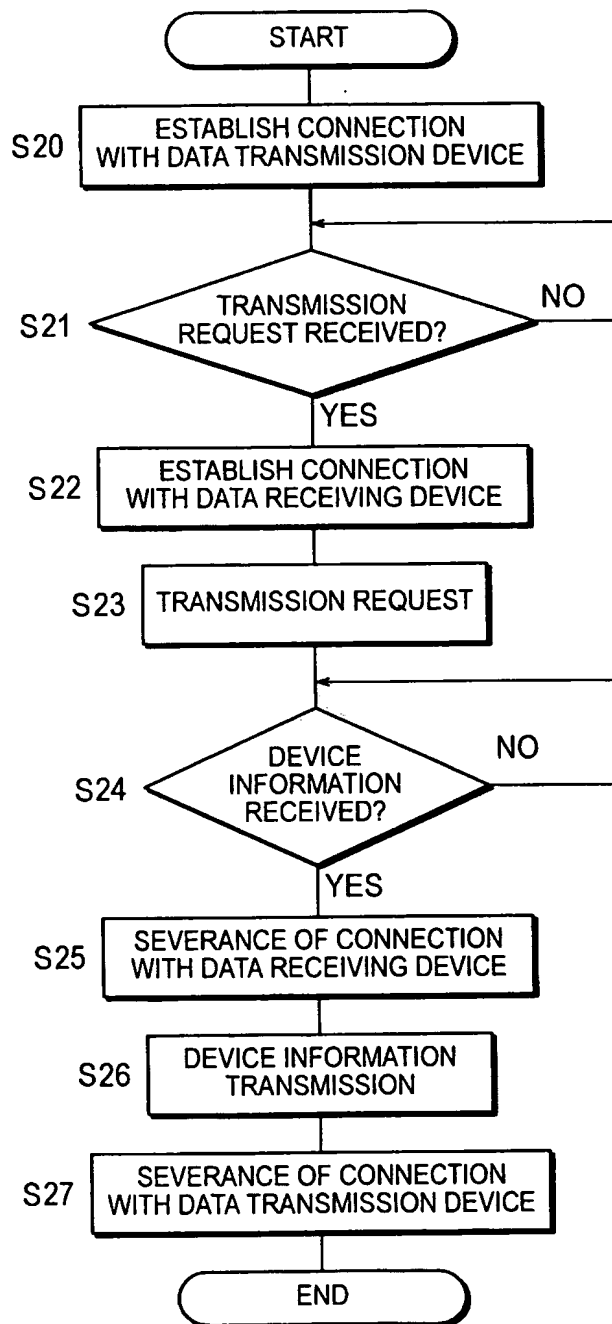 START
S20
ESTABLISH CONNECTION
WITH DATA TRANSMISSION DEVICE
S21
TRANSMISSION
REQUEST RECEIVED?
NO
YES
S22
ESTABLISH CONNECTION
WITH DATA RECEIVING DEVICE
S23
TRANSMISSION REQUEST
S24
DEVICE
INFORMATION
RECEIVED?
NO
YES
S25
SEVERANCE OF CONNECTION
WITH DATA RECEIVING DEVICE
S26
DEVICE INFORMATION
TRANSMISSION
S27
SEVERANCE OF CONNECTION
WITH DATA TRANSMISSION DEVICE
END